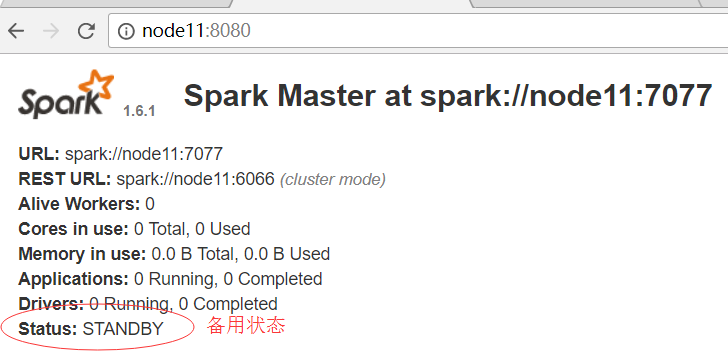 node11:8080
Spark 1.6.1 Spark Master at spark://node11:7077
URL: spark://node11:7077
REST URL: spark://node11:6066 (cluster mode)
Alive Workers: 0
Cores in use: 0 Total, 0 Used
Memory in use: 0.0 B Total, 0.0 B Used
Applications: 0 Running, 0 Completed
Drivers: 0 Running, 0 Completed
Status: STANDBY 备用状态